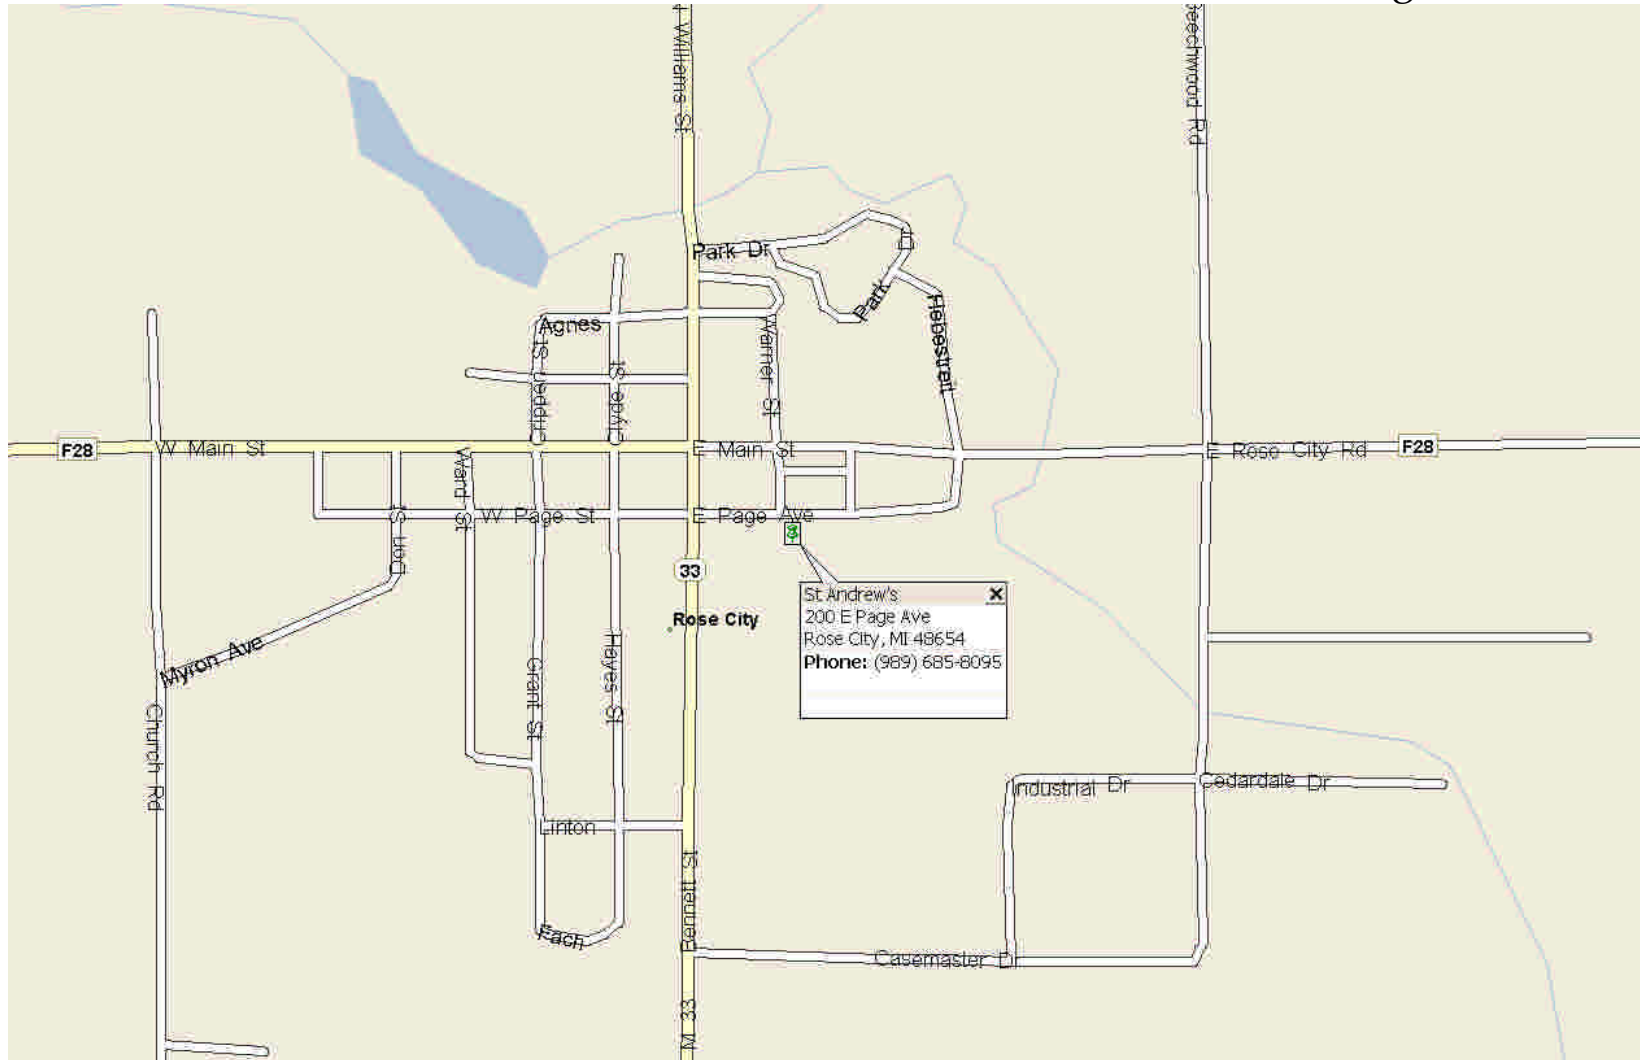 N Williams St
Beechwood Rd
Park Dr
Dr
Park
Hebestreit
Agnes
Warner St
Cripper St
Clyde St
F28
W Main St
E Main St
E Rose City Rd
F28
Ward St
Don St
W Page St
E Page Ave
33
Rose City
St Andrew's
200 E Page Ave
Rose City, MI 48654
Phone: (989) 685-8095
Myron Ave
Church Rd
Grant St
Hayes St
Industrial Dr
Cedardale Dr
Linton
Bennett St
Fach
Casemaster Dr
M 33